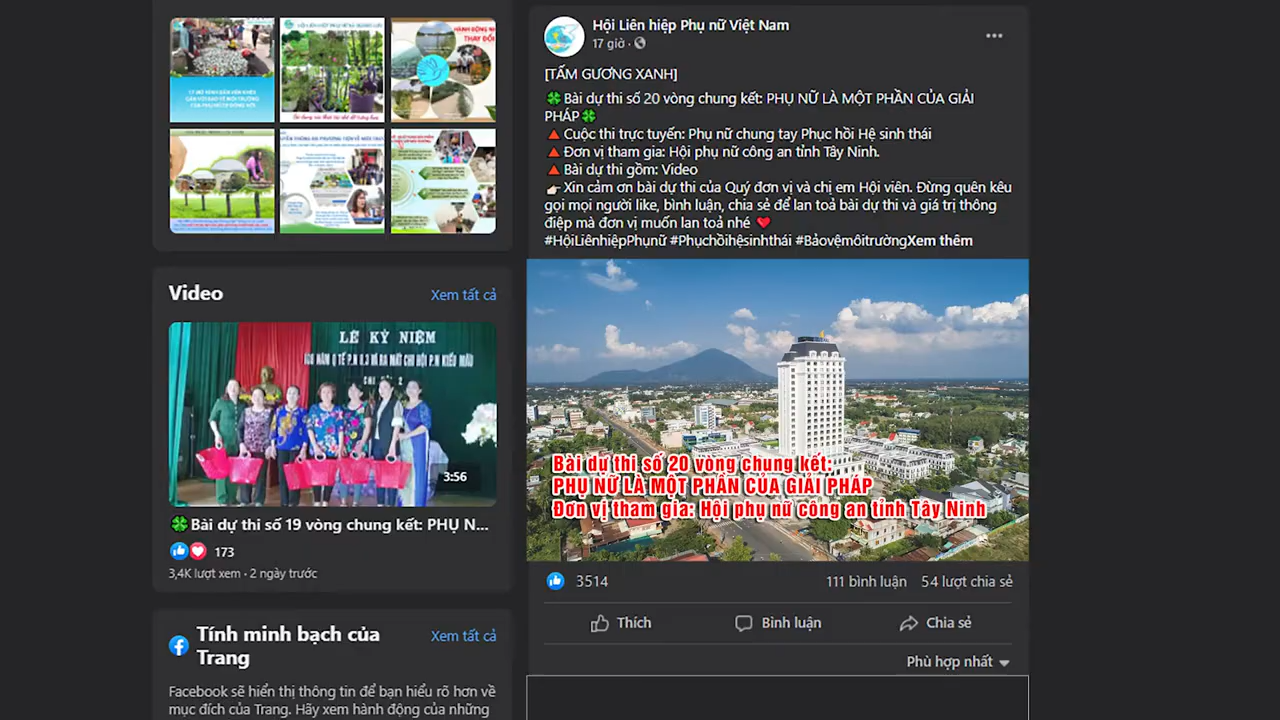 HÀNH ĐỘNG N
THAY ĐỔI
Video
Xem tất cả
LỄ KỶ NIỆM
CHI HỘI 2
3:56
🍀Bài dự thi số 19 vòng chung kết: PHỤ N...
173
3,4K lượt xem · 2 ngày trước
Tính minh bạch của
Trang
Xem tất cả
Facebook sẽ hiển thị thông tin để bạn hiểu rõ hơn về
mục đích của Trang. Hãy xem hành động của những
Hội Liên hiệp Phụ nữ Việt Nam
17 giờ ·
[TẤM GƯƠNG XANH]
🍀Bài dự thi số 20 vòng chung kết: PHỤ NỮ LÀ MỘT PHẦN CỦA GIẢI
PHÁP🍀
🔺Cuộc thi trực tuyến: Phụ nữ chung tay phục hồi hệ sinh thái
🔺Đơn vị tham gia: Hội phụ nữ công an tỉnh Tây Ninh.
🔺Bài dự thi gồm: Video
👉Xin cảm ơn bài dự thi của Quý đơn vị và chị em Hội viên. Đừng quên kêu
gọi mọi người like, bình luận, chia sẻ để lan toả bài dự thi và giá trị thông
điệp mà đơn vị muốn lan toả nhé ❤️
#HộiLiênhiệpPhụnữ #Phụchồihệsinhthái #BảovệmôitrườngXem thêm
Bài dự thi số 20 vòng chung kết:
PHỤ NỮ LÀ MỘT PHẦN CỦA GIẢI PHÁP
Đơn vị tham gia: Hội phụ nữ công an tỉnh Tây Ninh
3514
111 bình luận
54 lượt chia sẻ
Thích
Bình luận
Chia sẻ
Phù hợp nhất